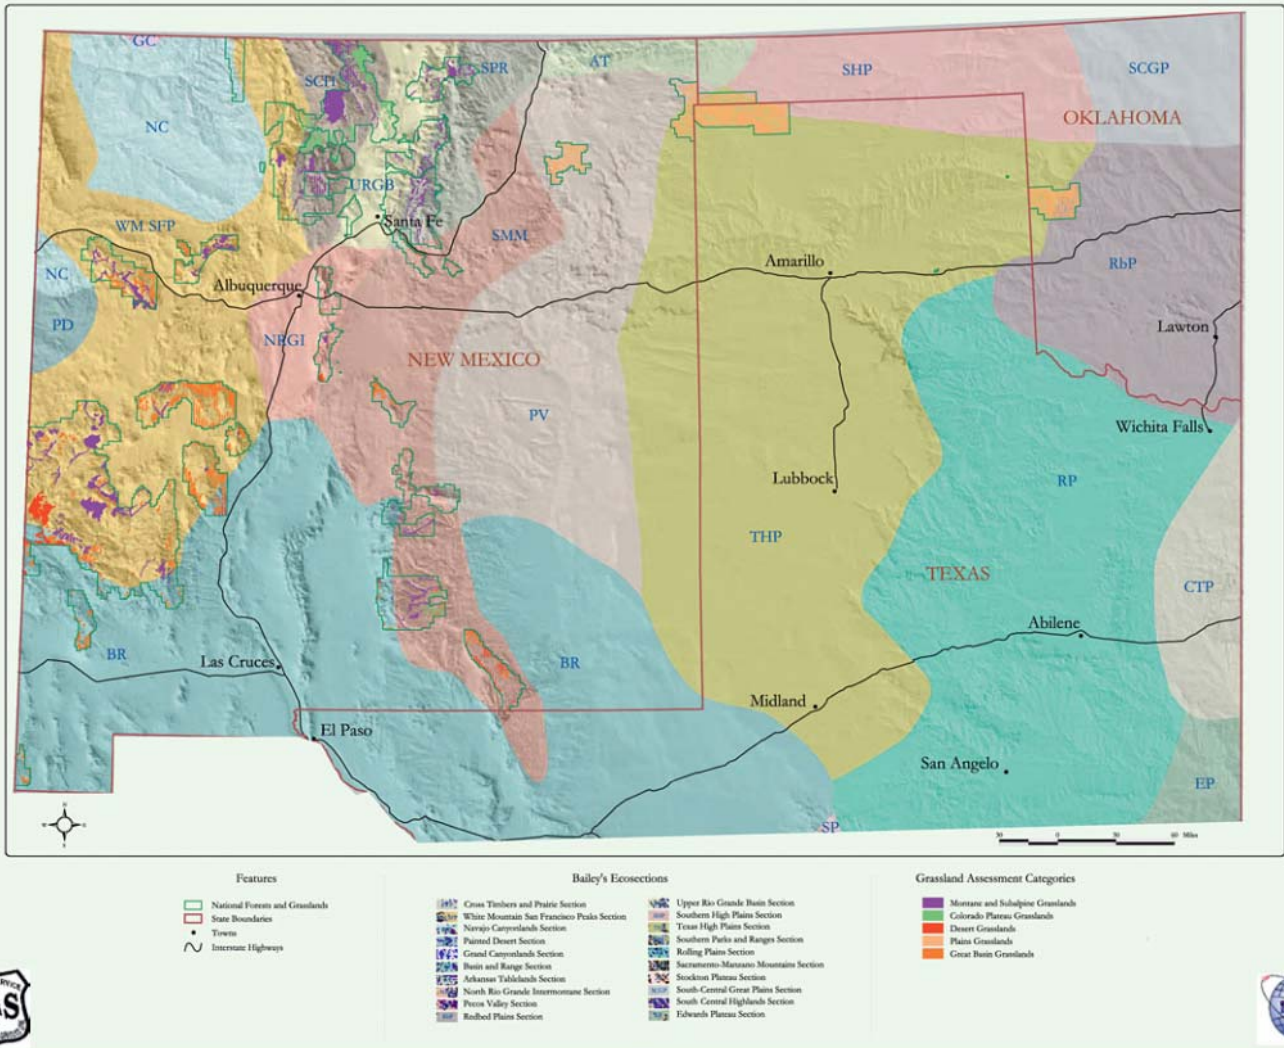 GC
SCH
SPR
AT
SHP
SCGP
NC
OKLAHOMA
URGB
Santa Fe
WM SFP
SMM
NC
Amarillo
RbP
Albuquerque
PD
Lawton
NRGI
NEW MEXICO
PV
Wichita Falls
Lubbock
RP
THP
TEXAS
CTP
Abilene
BR
Las Cruces
BR
Midland
El Paso
San Angelo
EP
SP
30 0 30 60 Miles
Features
National Forests and Grasslands
State Boundaries
Towns
Interstate Highways
Bailey's Ecosections
Cross Timbers and Prairie Section
White Mountain San Francisco Peaks Section
Navajo Canyonlands Section
Painted Desert Section
Grand Canyonlands Section
Basin and Range Section
Arkansas Tablelands Section
North Rio Grande Intermontane Section
Pecos Valley Section
Redbed Plains Section
Upper Rio Grande Basin Section
Southern High Plains Section
Texas High Plains Section
Southern Parks and Ranges Section
Rolling Plains Section
Sacramento-Manzano Mountains Section
Stockton Plateau Section
South-Central Great Plains Section
South Central Highlands Section
Edwards Plateau Section
Grassland Assessment Categories
Montane and Subalpine Grasslands
Colorado Plateau Grasslands
Desert Grasslands
Plains Grasslands
Great Basin Grasslands